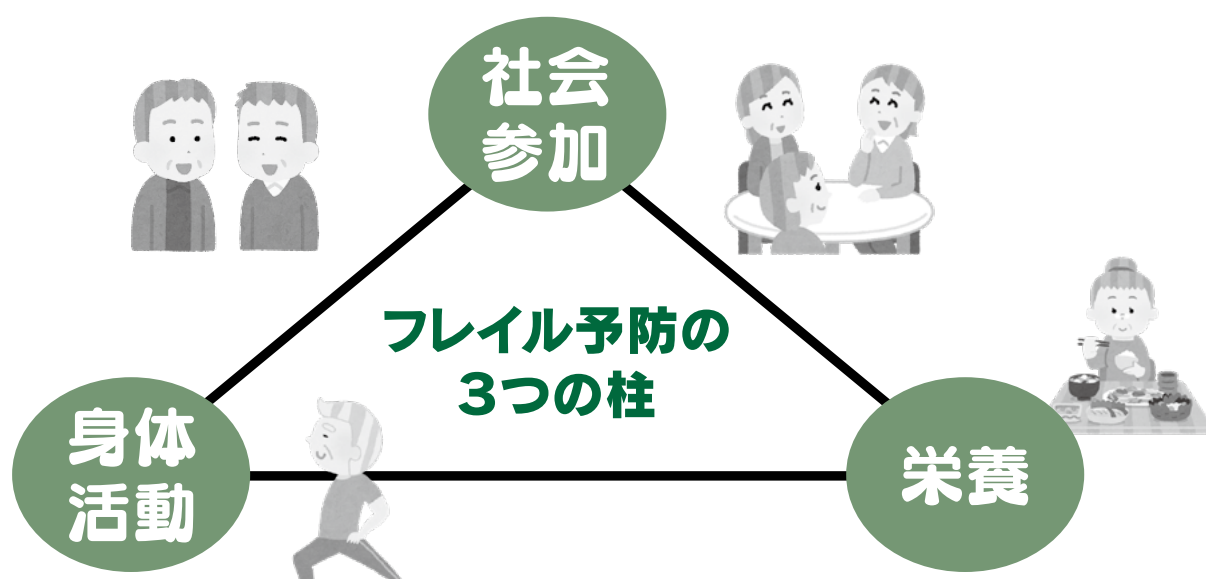 社会
参加
フレイル予防の
３つの柱
身体
活動
栄養